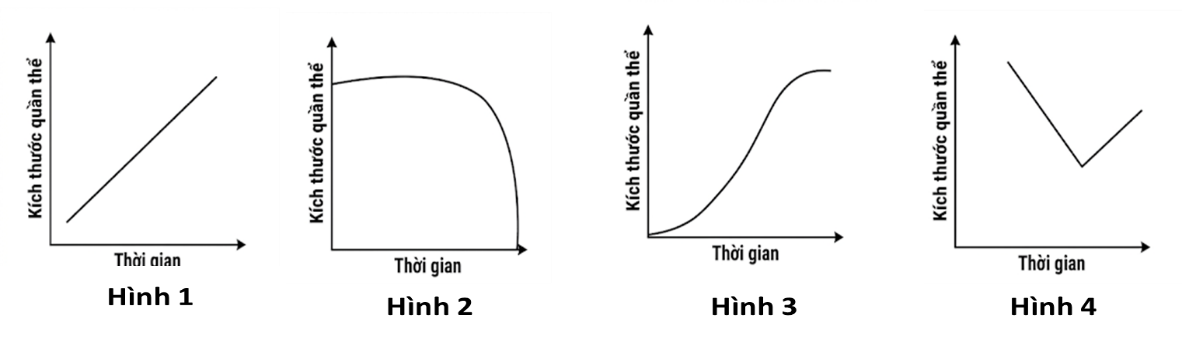 Kích thước quần thể
Thời gian
Hình 1
Kích thước quần thể
Thời gian
Hình 2
Kích thước quần thể
Thời gian
Hình 3
Kích thước quần thể
Thời gian
Hình 4